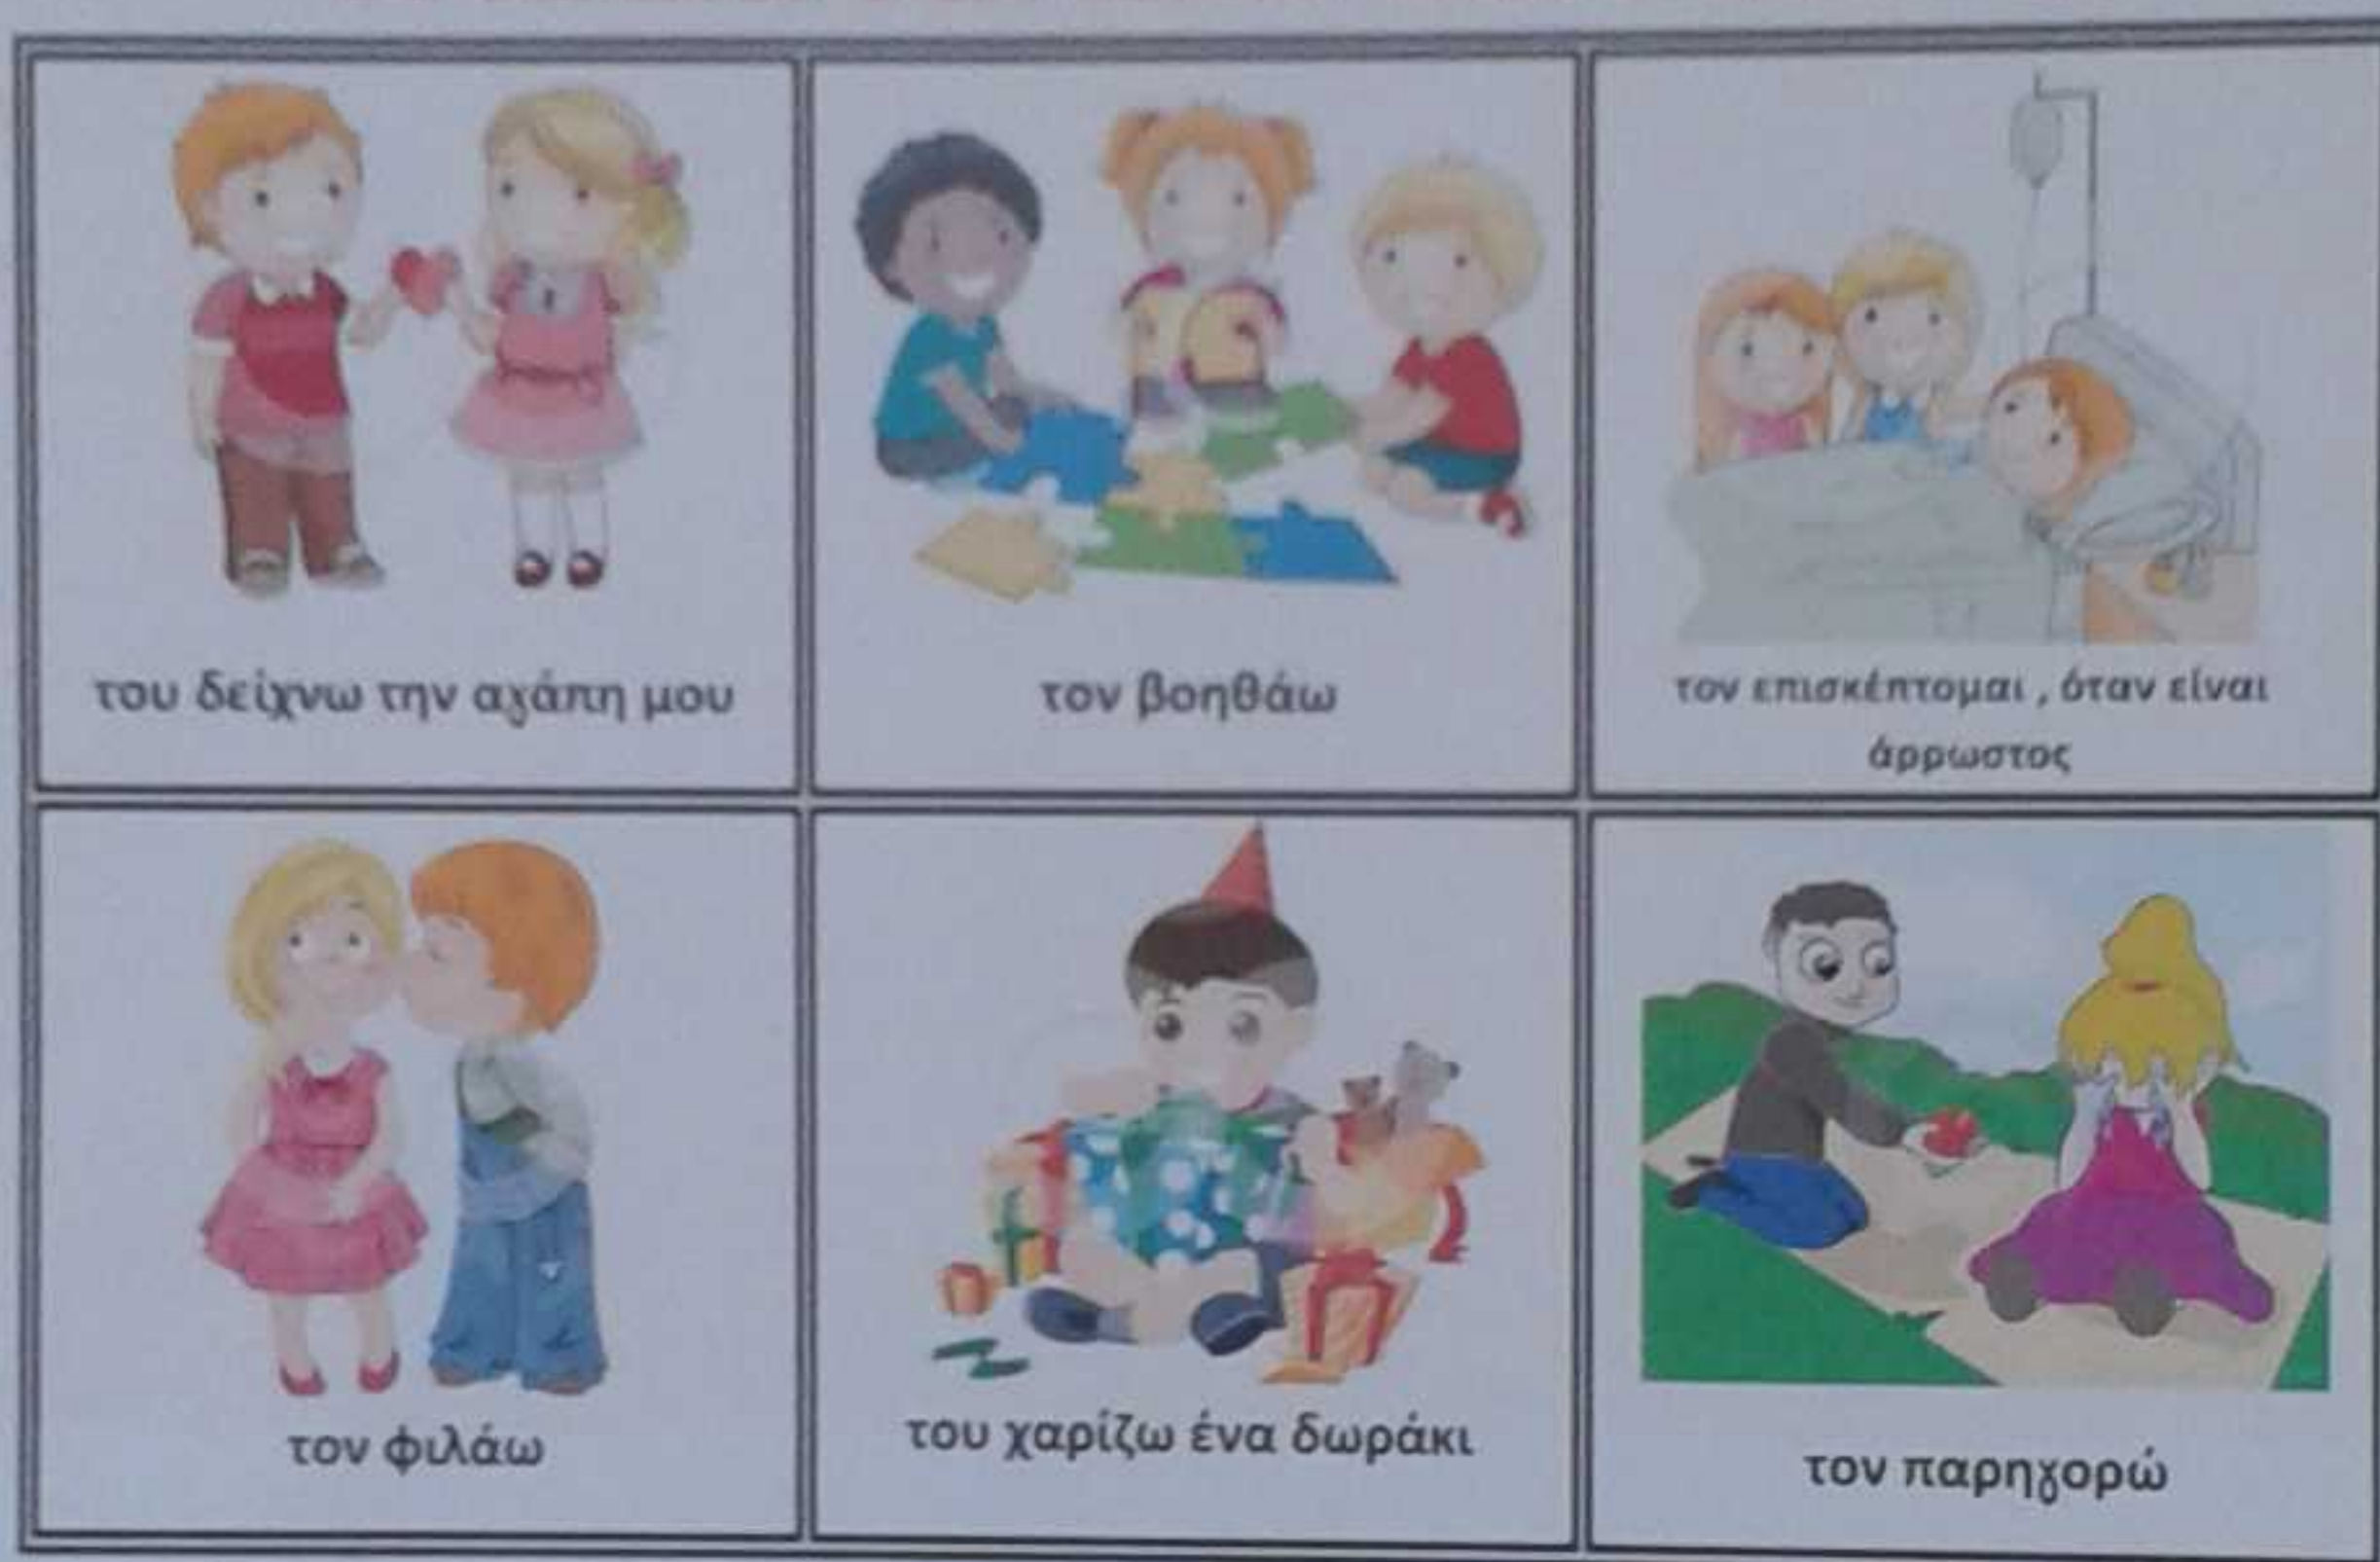 του δείχνω την αγάπη μου
τον βοηθάω
τον επισκέπτομαι , όταν είναι
άρρωστος
τον φιλάω
του χαρίζω ένα δωράκι
τον παρηγορώ